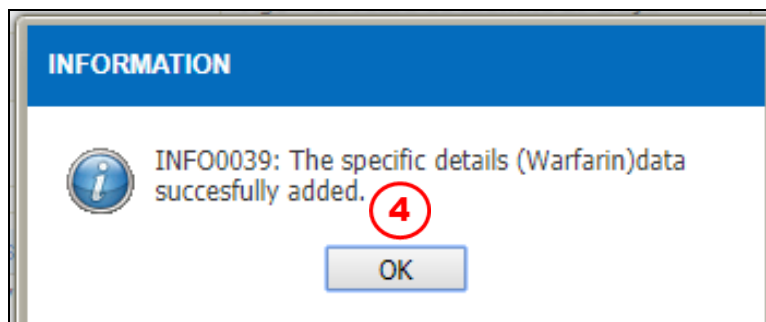 INFORMATION
INFO0039: The specific details (Warfarin)data
succesfully added.
4
OK